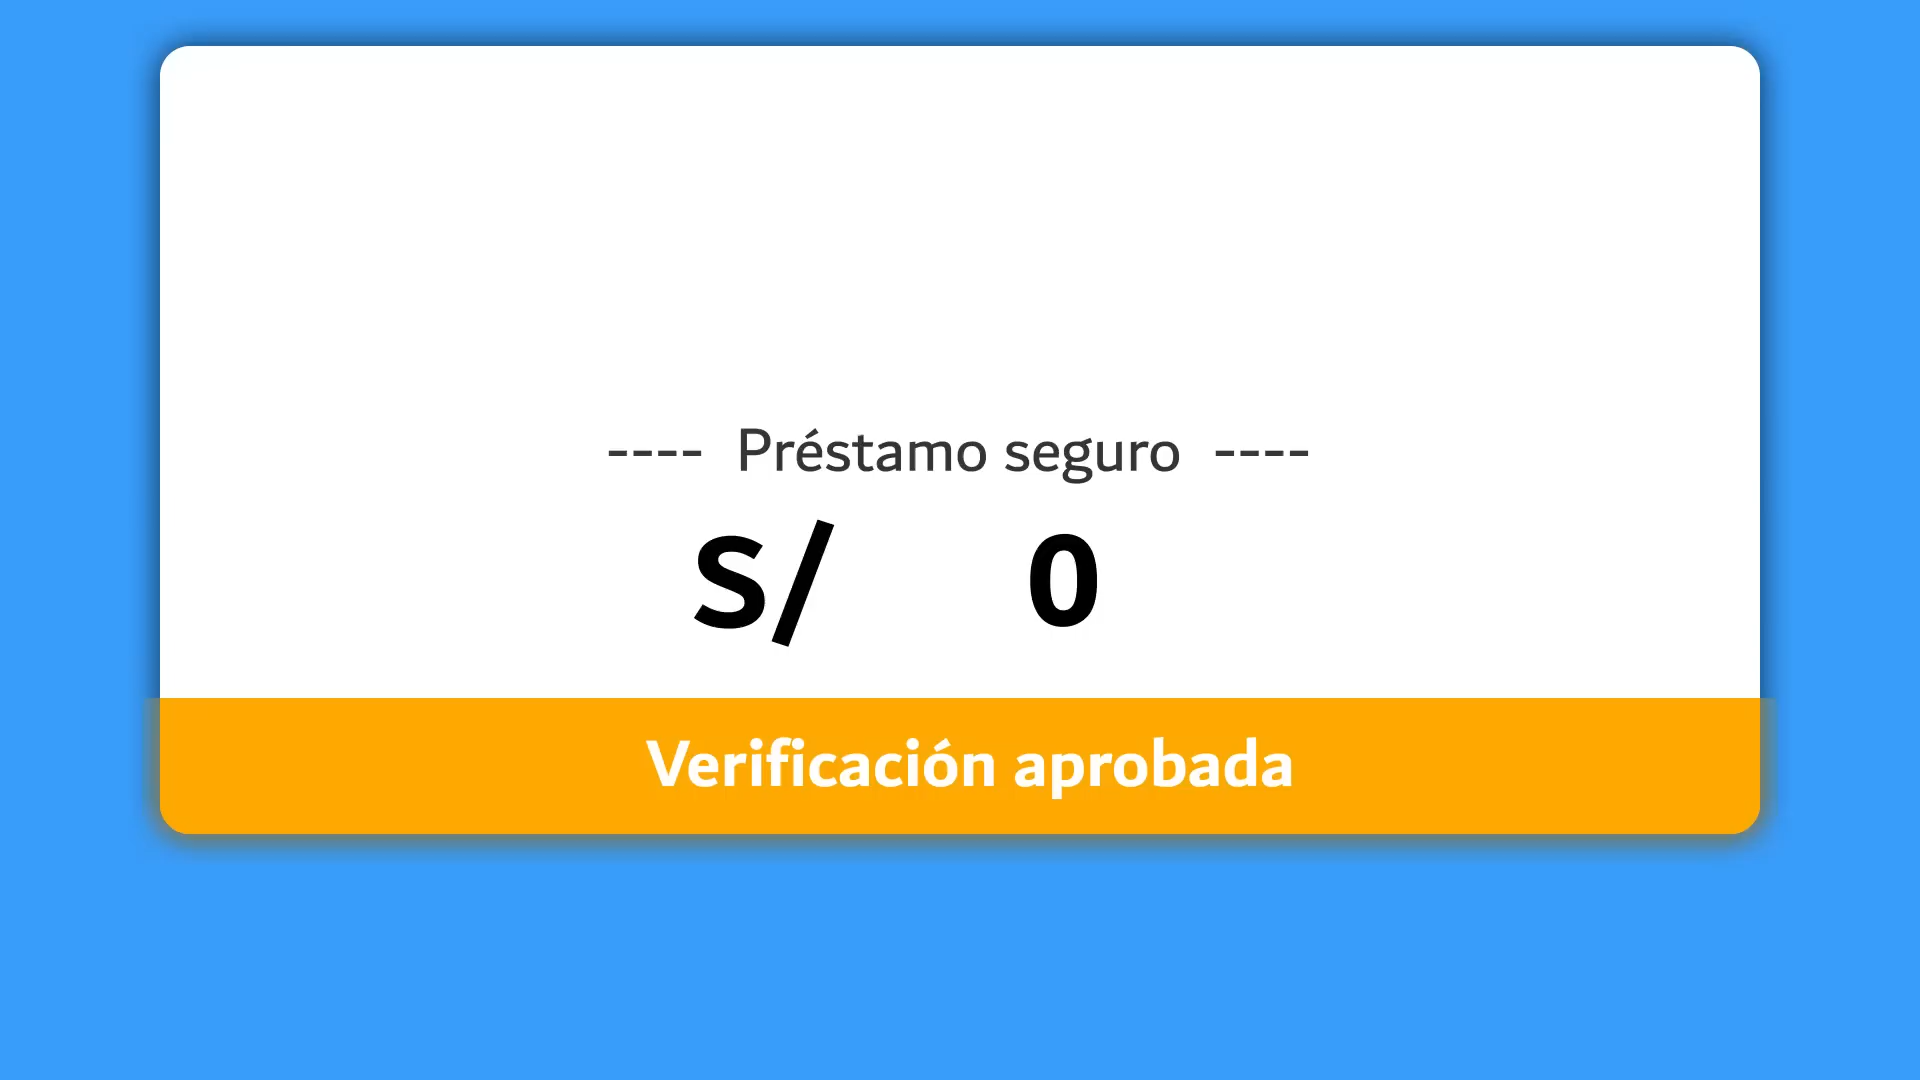 ---- Préstamo seguro ----
S/ 0
Verificación aprobada